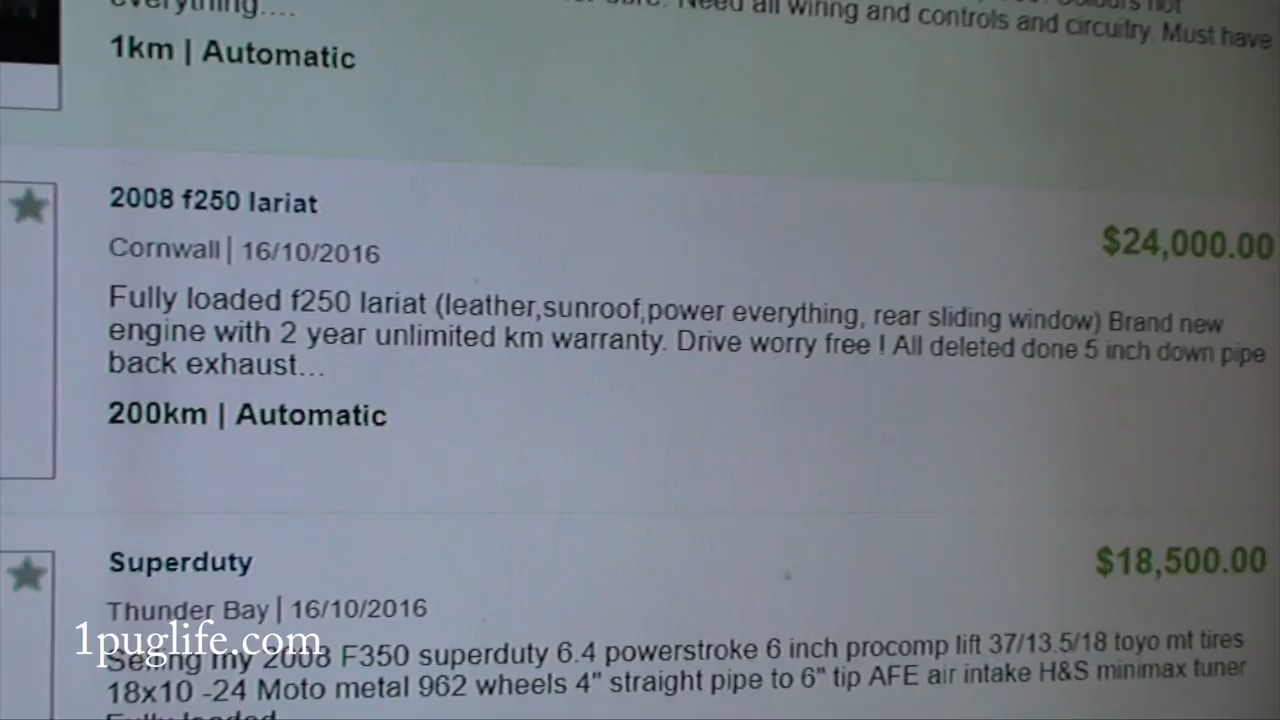 everything....
Need all wiring and controls and circuitry. Must have
1km | Automatic
2008 f250 lariat
$24,000.00
Cornwall | 16/10/2016
Fully loaded f250 lariat (leather,sunroof,power everything, rear sliding window) Brand new
engine with 2 year unlimited km warranty. Drive worry free ! All deleted done 5 inch down pipe
back exhaust...
200km | Automatic
Superduty
$18,500.00
Thunder Bay | 16/10/2016
1puglife.com
Selling my 2008 F350 superduty 6.4 powerstroke 6 inch procomp lift 37/13.5/18 toyo mt tires
18x10 -24 Moto metal 962 wheels 4" straight pipe to 6" tip AFE air intake H&S minimax tuner
Fully loaded